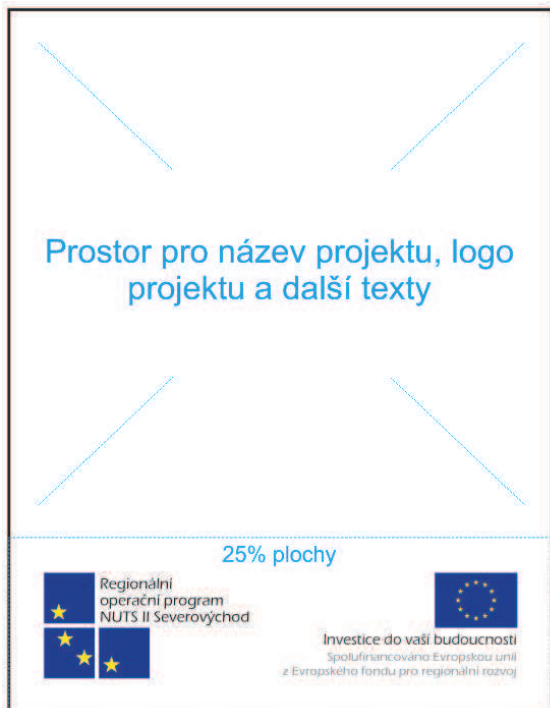 Prostor pro název projektu, logo
projektu a další texty
25% plochy
Regionální
operační program
NUTS II Severovýchod
Investice do vaší budoucnosti
Spolufinancováno Evropskou unií
z Evropského fondu pro regionální rozvoj